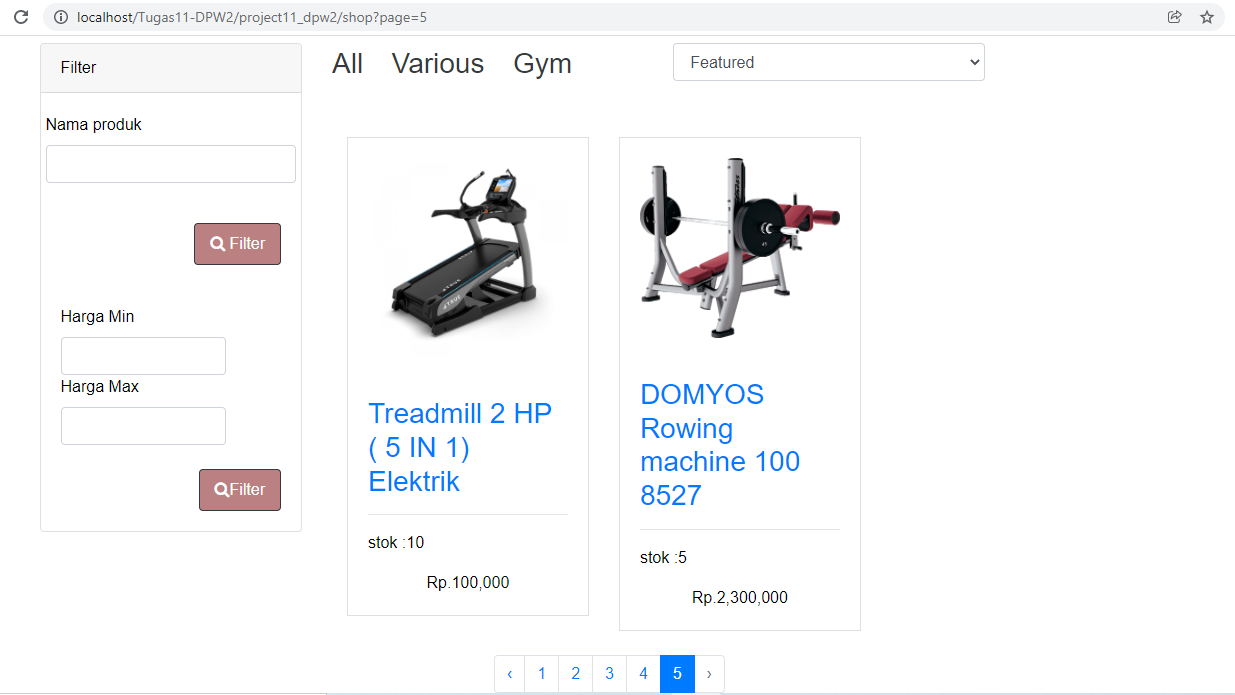 localhost/Tugas11-DPW2/project11_dpw2/shop?page=5
Filter
All Various Gym
Featured
Nama produk
Filter
Harga Min
Harga Max
Filter
Treadmill 2 HP
( 5 IN 1)
Elektrik
stok :10
Rp.100,000
DOMYOS
Rowing
machine 100
8527
stok :5
Rp.2,300,000
‹ 1 2 3 4 5 ›